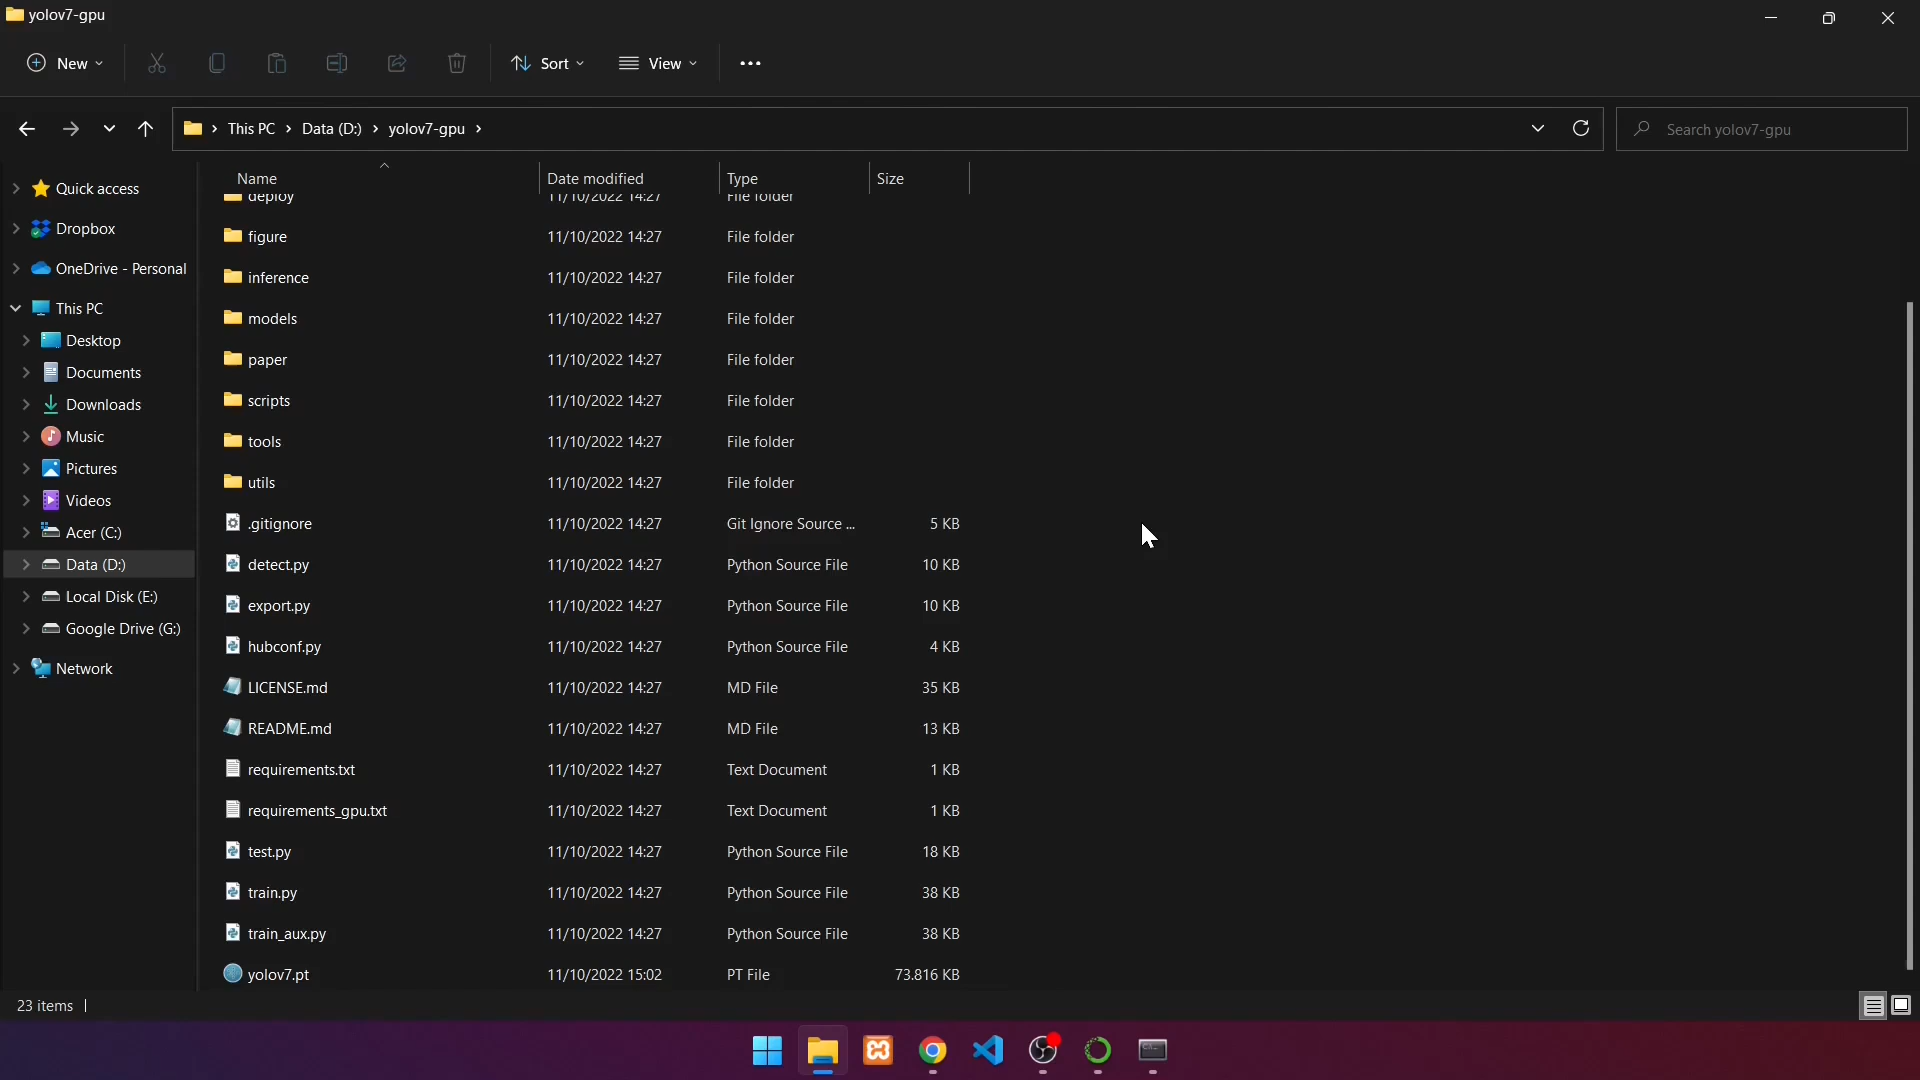 yolov7-gpu
New
Sort
View
This PC
Data (D:)
yolov7-gpu
Search yolov7-gpu
Name Date modified Type Size
Quick access
Dropbox
OneDrive - Personal
This PC
Desktop
Documents
Downloads
Music
Pictures
Videos
Acer (C:)
Data (D:)
Local Disk (E:)
Google Drive (G:)
Network
deploy 11/10/2022 14:27 File folder
figure 11/10/2022 14:27 File folder
inference 11/10/2022 14:27 File folder
models 11/10/2022 14:27 File folder
paper 11/10/2022 14:27 File folder
scripts 11/10/2022 14:27 File folder
tools 11/10/2022 14:27 File folder
utils 11/10/2022 14:27 File folder
.gitignore 11/10/2022 14:27 Git Ignore Source ... 5 KB
detect.py 11/10/2022 14:27 Python Source File 10 KB
export.py 11/10/2022 14:27 Python Source File 10 KB
hubconf.py 11/10/2022 14:27 Python Source File 4 KB
LICENSE.md 11/10/2022 14:27 MD File 35 KB
README.md 11/10/2022 14:27 MD File 13 KB
requirements.txt 11/10/2022 14:27 Text Document 1 KB
requirements_gpu.txt 11/10/2022 14:27 Text Document 1 KB
test.py 11/10/2022 14:27 Python Source File 18 KB
train.py 11/10/2022 14:27 Python Source File 38 KB
train_aux.py 11/10/2022 14:27 Python Source File 38 KB
yolov7.pt 11/10/2022 15:02 PT File 73.816 KB
23 items